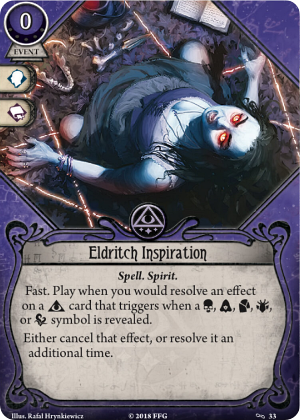 0
EVENT
Eldritch Inspiration
Spell. Spirit.
Fast. Play when you would resolve an effect
on a card that triggers when a , , , ,
or symbol is revealed.
Either cancel that effect, or resolve it an
additional time.
Illus. Rafal Hrynkiewicz
© 2018 FFG
33